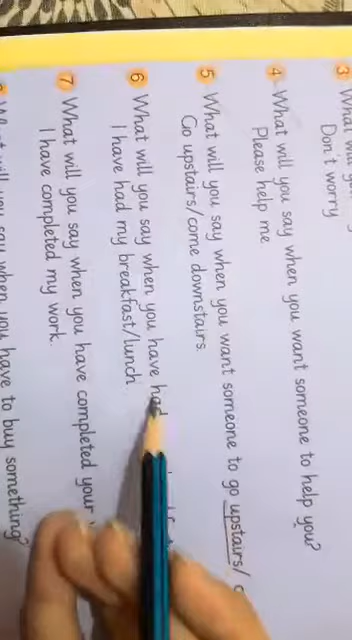 3 What will you
Don't worry
4 What will you say when you want someone to help you?
Please help me
5 What will you say when you want someone to go upstairs/
Go upstairs/come downstairs.
6 What will you say when you have had
I have had my breakfast/lunch
7 What will you say when you have completed your
I have completed my work.
What will you say when you have to buy something?